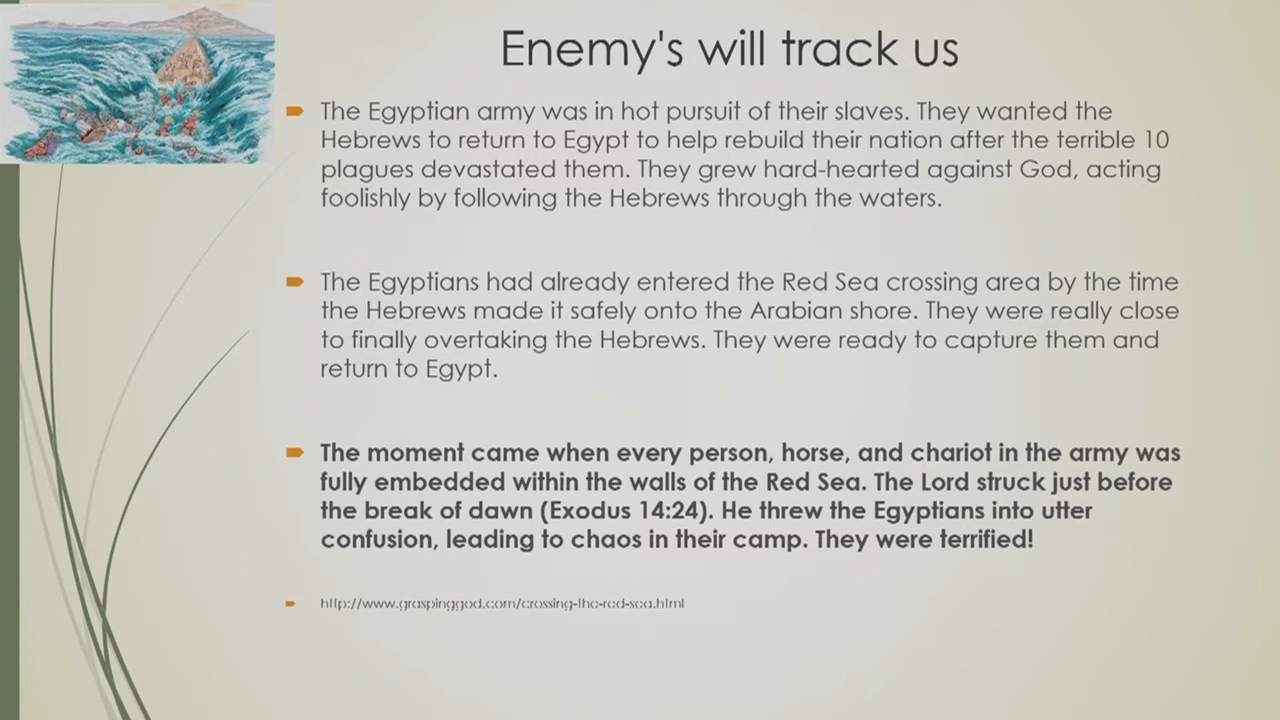 Enemy's will track us
The Egyptian army was in hot pursuit of their slaves. They wanted the
Hebrews to return to Egypt to help rebuild their nation after the terrible 10
plagues devastated them. They grew hard-hearted against God, acting
foolishly by following the Hebrews through the waters.
The Egyptians had already entered the Red Sea crossing area by the time
the Hebrews made it safely onto the Arabian shore. They were really close
to finally overtaking the Hebrews. They were ready to capture them and
return to Egypt.
The moment came when every person, horse, and chariot in the army was
fully embedded within the walls of the Red Sea. The Lord struck just before
the break of dawn (Exodus 14:24). He threw the Egyptians into utter
confusion, leading to chaos in their camp. They were terrified!
http://www.graspinggod.com/crossing-the-red-sea.html